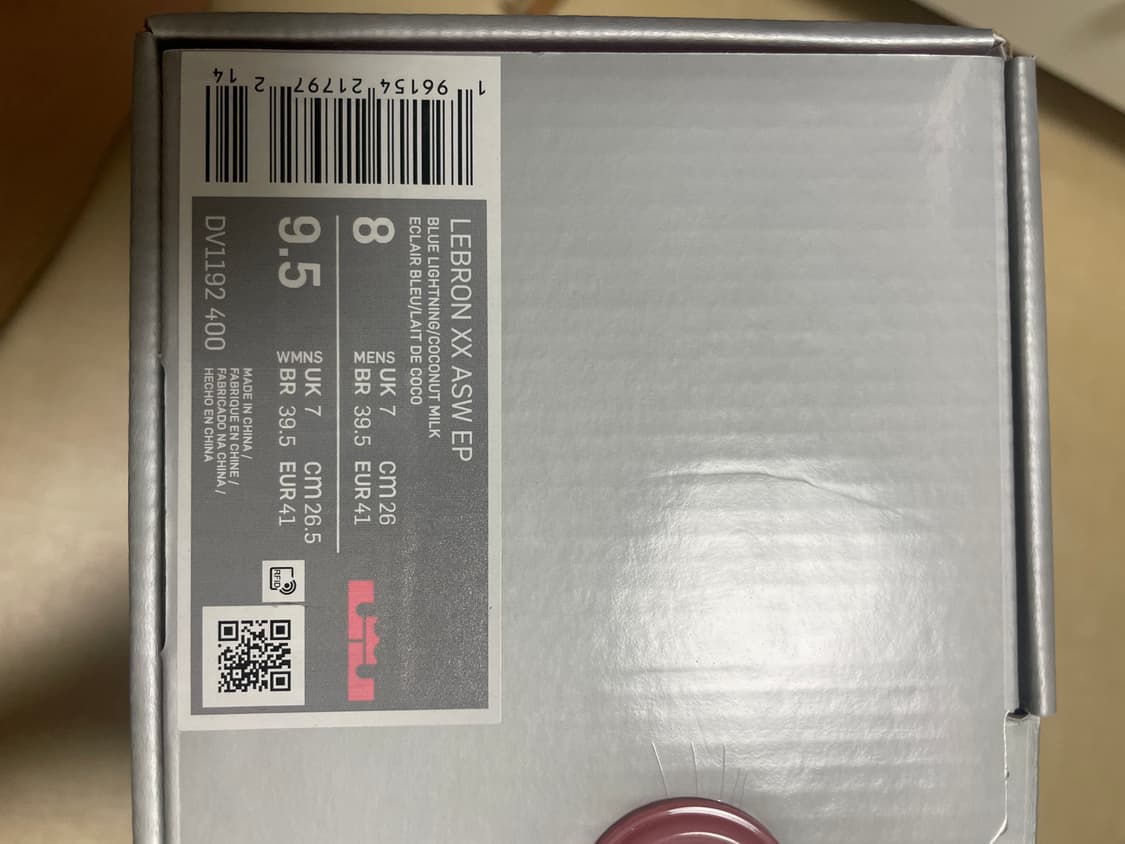 LEBRON XX ASW EP
BLUE LIGHTNING/COCONUT MILK
ECLAIR BLEU/LAIT DE COCO
8
MENS
UK 7 cm 26
BR 39.5 EUR 41
9.5
WMNS
UK 7 cm 26.5
BR 39.5 EUR 41
DV1192 400
MADE IN CHINA /
FABRIQUE EN CHINE /
FABRICADO NA CHINA /
HECHO EN CHINA
RFID
1 96154 21797 2 14